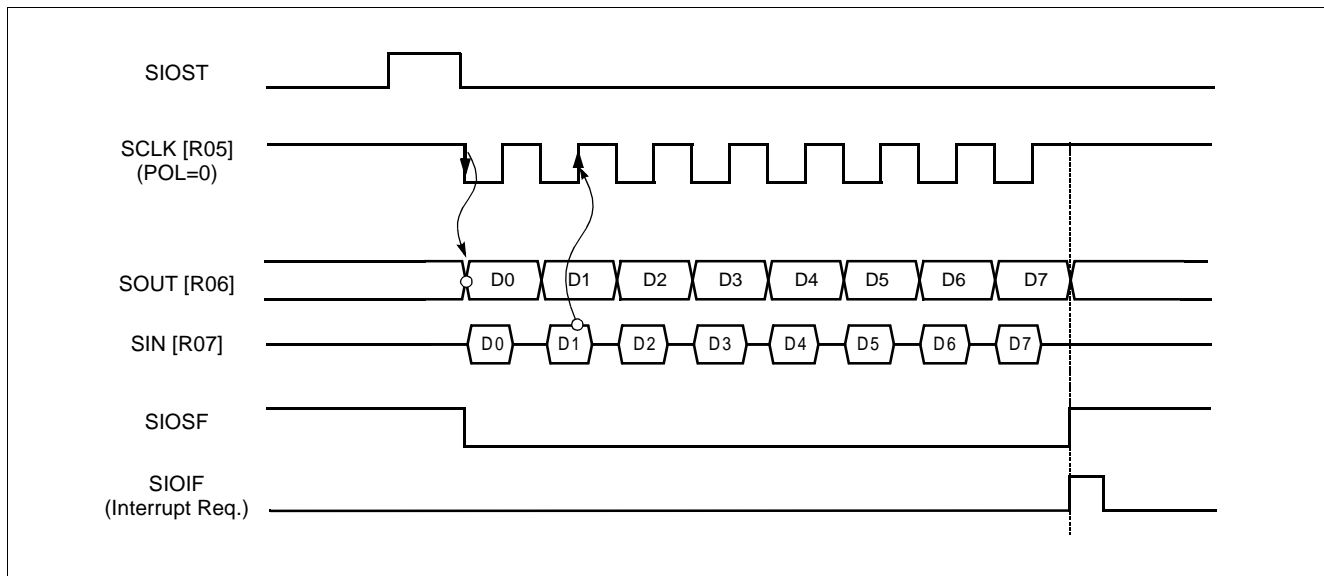 SIOST
SCLK [R05]
(POL=0)
SOUT [R06]
D0 D1 D2 D3 D4 D5 D6 D7
SIN [R07]
D0 D1 D2 D3 D4 D5 D6 D7
SIOSF
SIOIF
(Interrupt Req.)